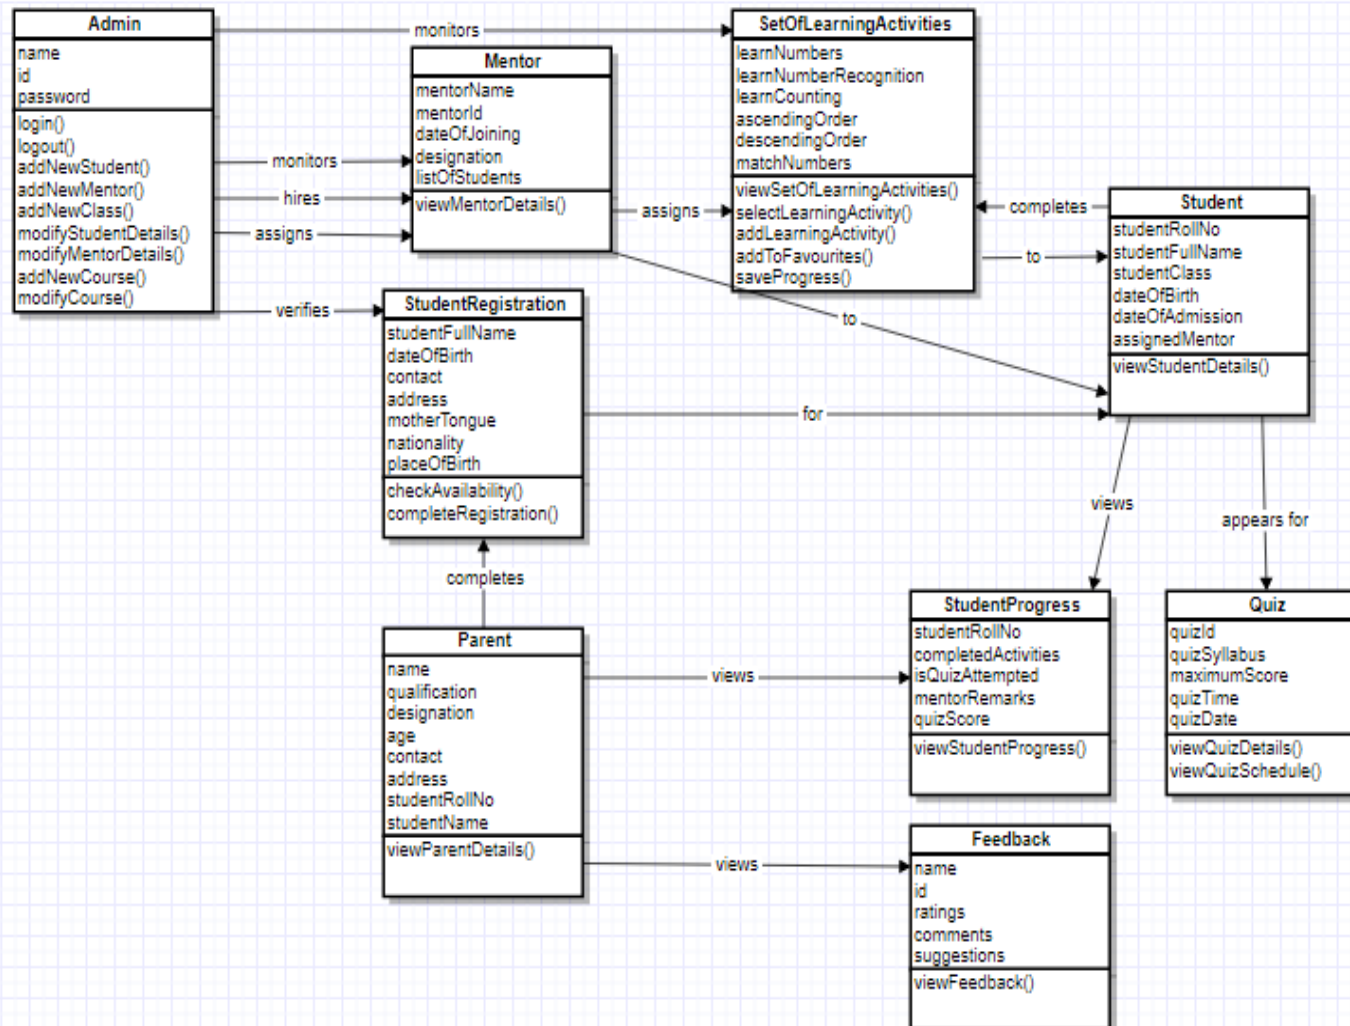 Admin
name
id
password
login()
logout()
addNewStudent()
addNewMentor()
addNewClass()
modifyStudentDetails()
modifyMentorDetails()
addNewCourse()
modifyCourse()
monitors
monitors
hires
assigns
verifies
Mentor
mentorName
mentorId
dateOfJoining
designation
listOfStudents
viewMentorDetails()
assigns
to
SetOfLearningActivities
learnNumbers
learnNumberRecognition
learnCounting
ascendingOrder
descendingOrder
matchNumbers
viewSetOfLearningActivities()
selectLearningActivity()
addLearningActivity()
addToFavourites()
saveProgress()
completes
to
Student
studentRollNo
studentFullName
studentClass
dateOfBirth
dateOfAdmission
assignedMentor
viewStudentDetails()
StudentRegistration
studentFullName
dateOfBirth
contact
address
motherTongue
nationality
placeOfBirth
checkAvailability()
completeRegistration()
for
views
appears for
completes
Parent
name
qualification
designation
age
contact
address
studentRollNo
studentName
viewParentDetails()
views
views
StudentProgress
studentRollNo
completedActivities
isQuizAttempted
mentorRemarks
quizScore
viewStudentProgress()
Quiz
quizId
quizSyllabus
maximumScore
quizTime
quizDate
viewQuizDetails()
viewQuizSchedule()
Feedback
name
id
ratings
comments
suggestions
viewFeedback()